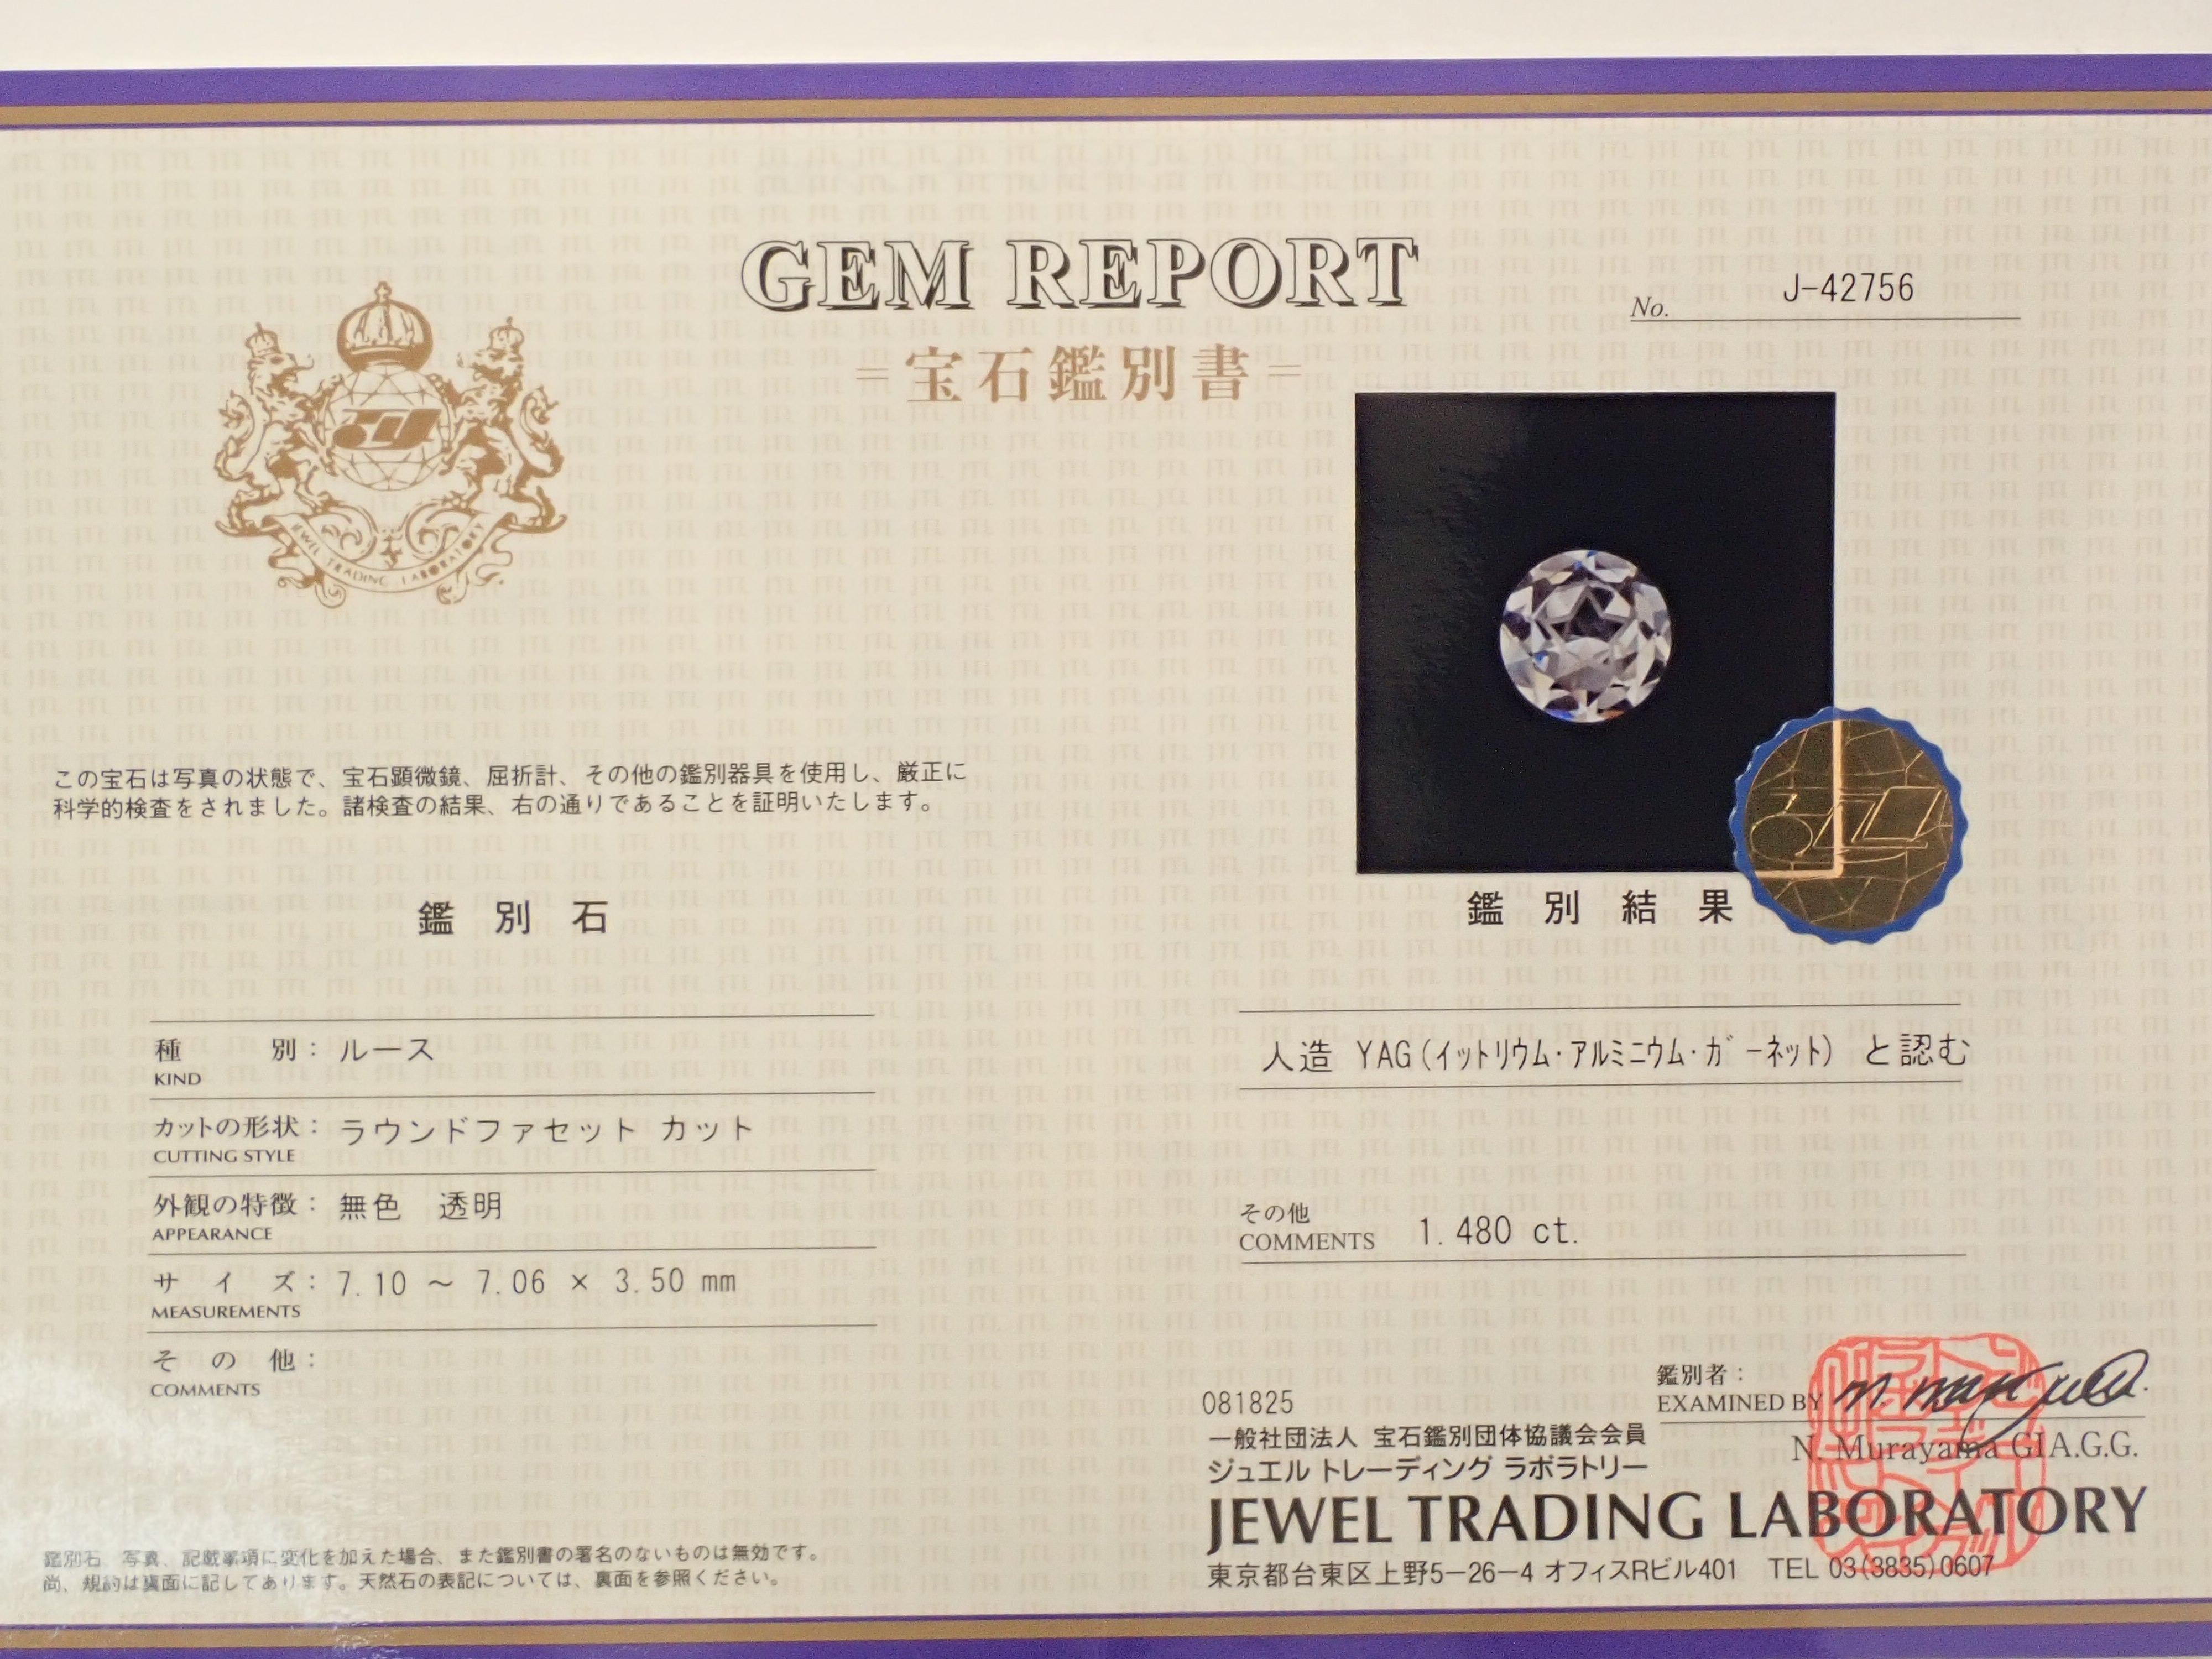 GEM REPORT
No. J-42756
=宝石鑑別書=
JEWEL TRADING LABORATORY
この宝石は写真の状態で、宝石顕微鏡、屈折計、その他の鑑別器具を使用し、厳正に
科学的検査をされました。諸検査の結果、右の通りであることを証明いたします。
鑑別石
種別：ルース
KIND
カットの形状：ラウンドファセット カット
CUTTING STYLE
外観の特徴：無色 透明
APPEARANCE
サイズ：7.10 ～ 7.06 × 3.50 mm
MEASUREMENTS
その他：
COMMENTS
鑑別石 写真、記載事項に変化を加えた場合、また鑑別書の署名のないものは無効です。
尚、規約は裏面に記してあります。天然石の表記については、裏面を参照ください。
鑑別結果
人造 YAG(ｲｯﾄﾘｳﾑ･ｱﾙﾐﾆｳﾑ･ｶﾞｰﾈｯﾄ) と認む
その他
COMMENTS 1.480 ct.
鑑別者：
EXAMINED BY
N. Murayama GIA.G.G.
081825
一般社団法人 宝石鑑別団体協議会会員
ジュエル トレーディング ラボラトリー
JEWEL TRADING LABORATORY
東京都台東区上野5−26−4 オフィスRビル401 TEL 03(3835)0607